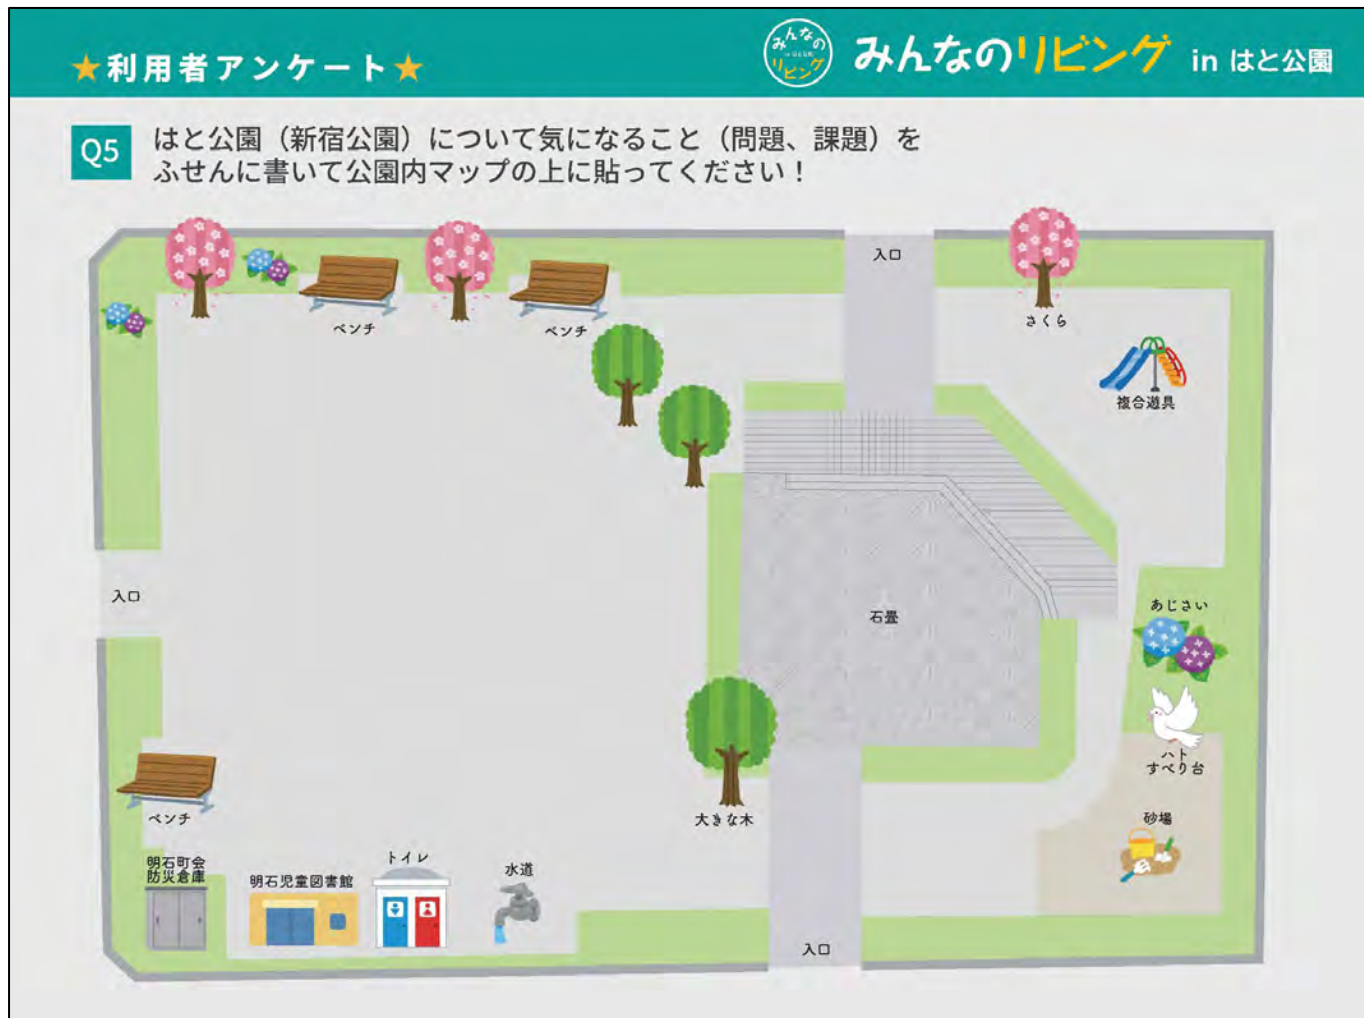 ★利用者アンケート★
みんなの
リビング
みんなのリビング in はと公園
Q5
はと公園（新宿公園）について気になること（問題、課題）を
ふせんに書いて公園内マップの上に貼ってください！
入口
さくら
ベンチ
ベンチ
複合遊具
入口
あじさい
石畳
ハト
すべり台
ベンチ
大きな木
砂場
明石町会
防災倉庫
明石児童図書館
トイレ
水道
入口